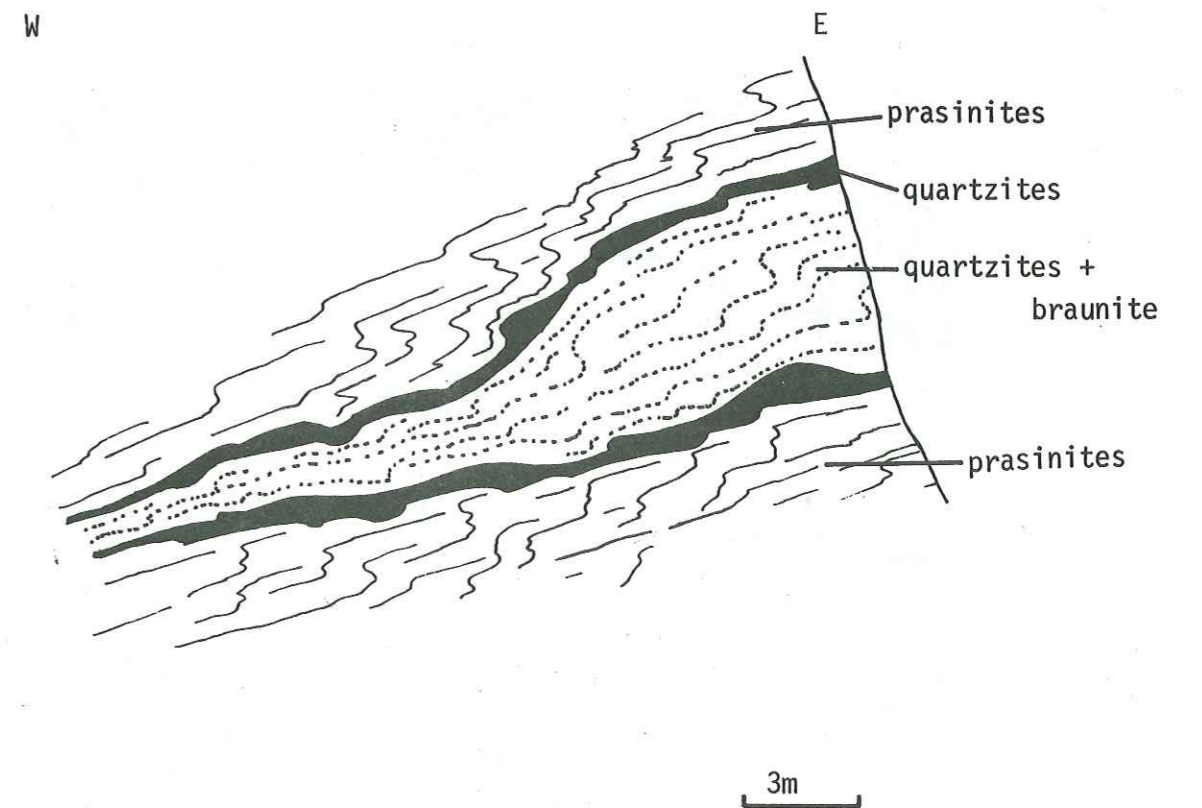 W
E
prasinites
quartzites
quartzites +
braunite
prasinites
3m